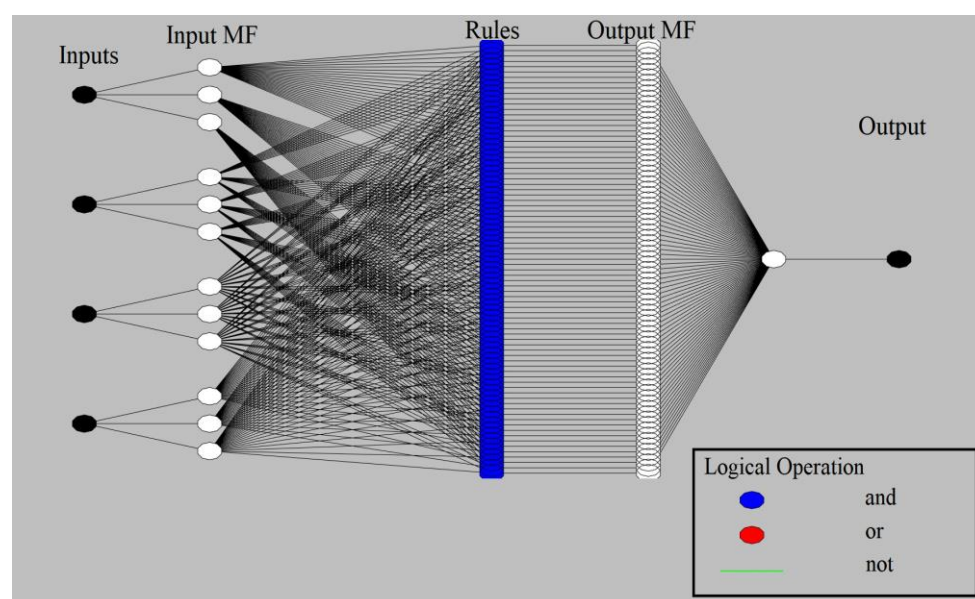 Inputs
Input MF
Rules
Output MF
Output
Logical Operation
and
or
not